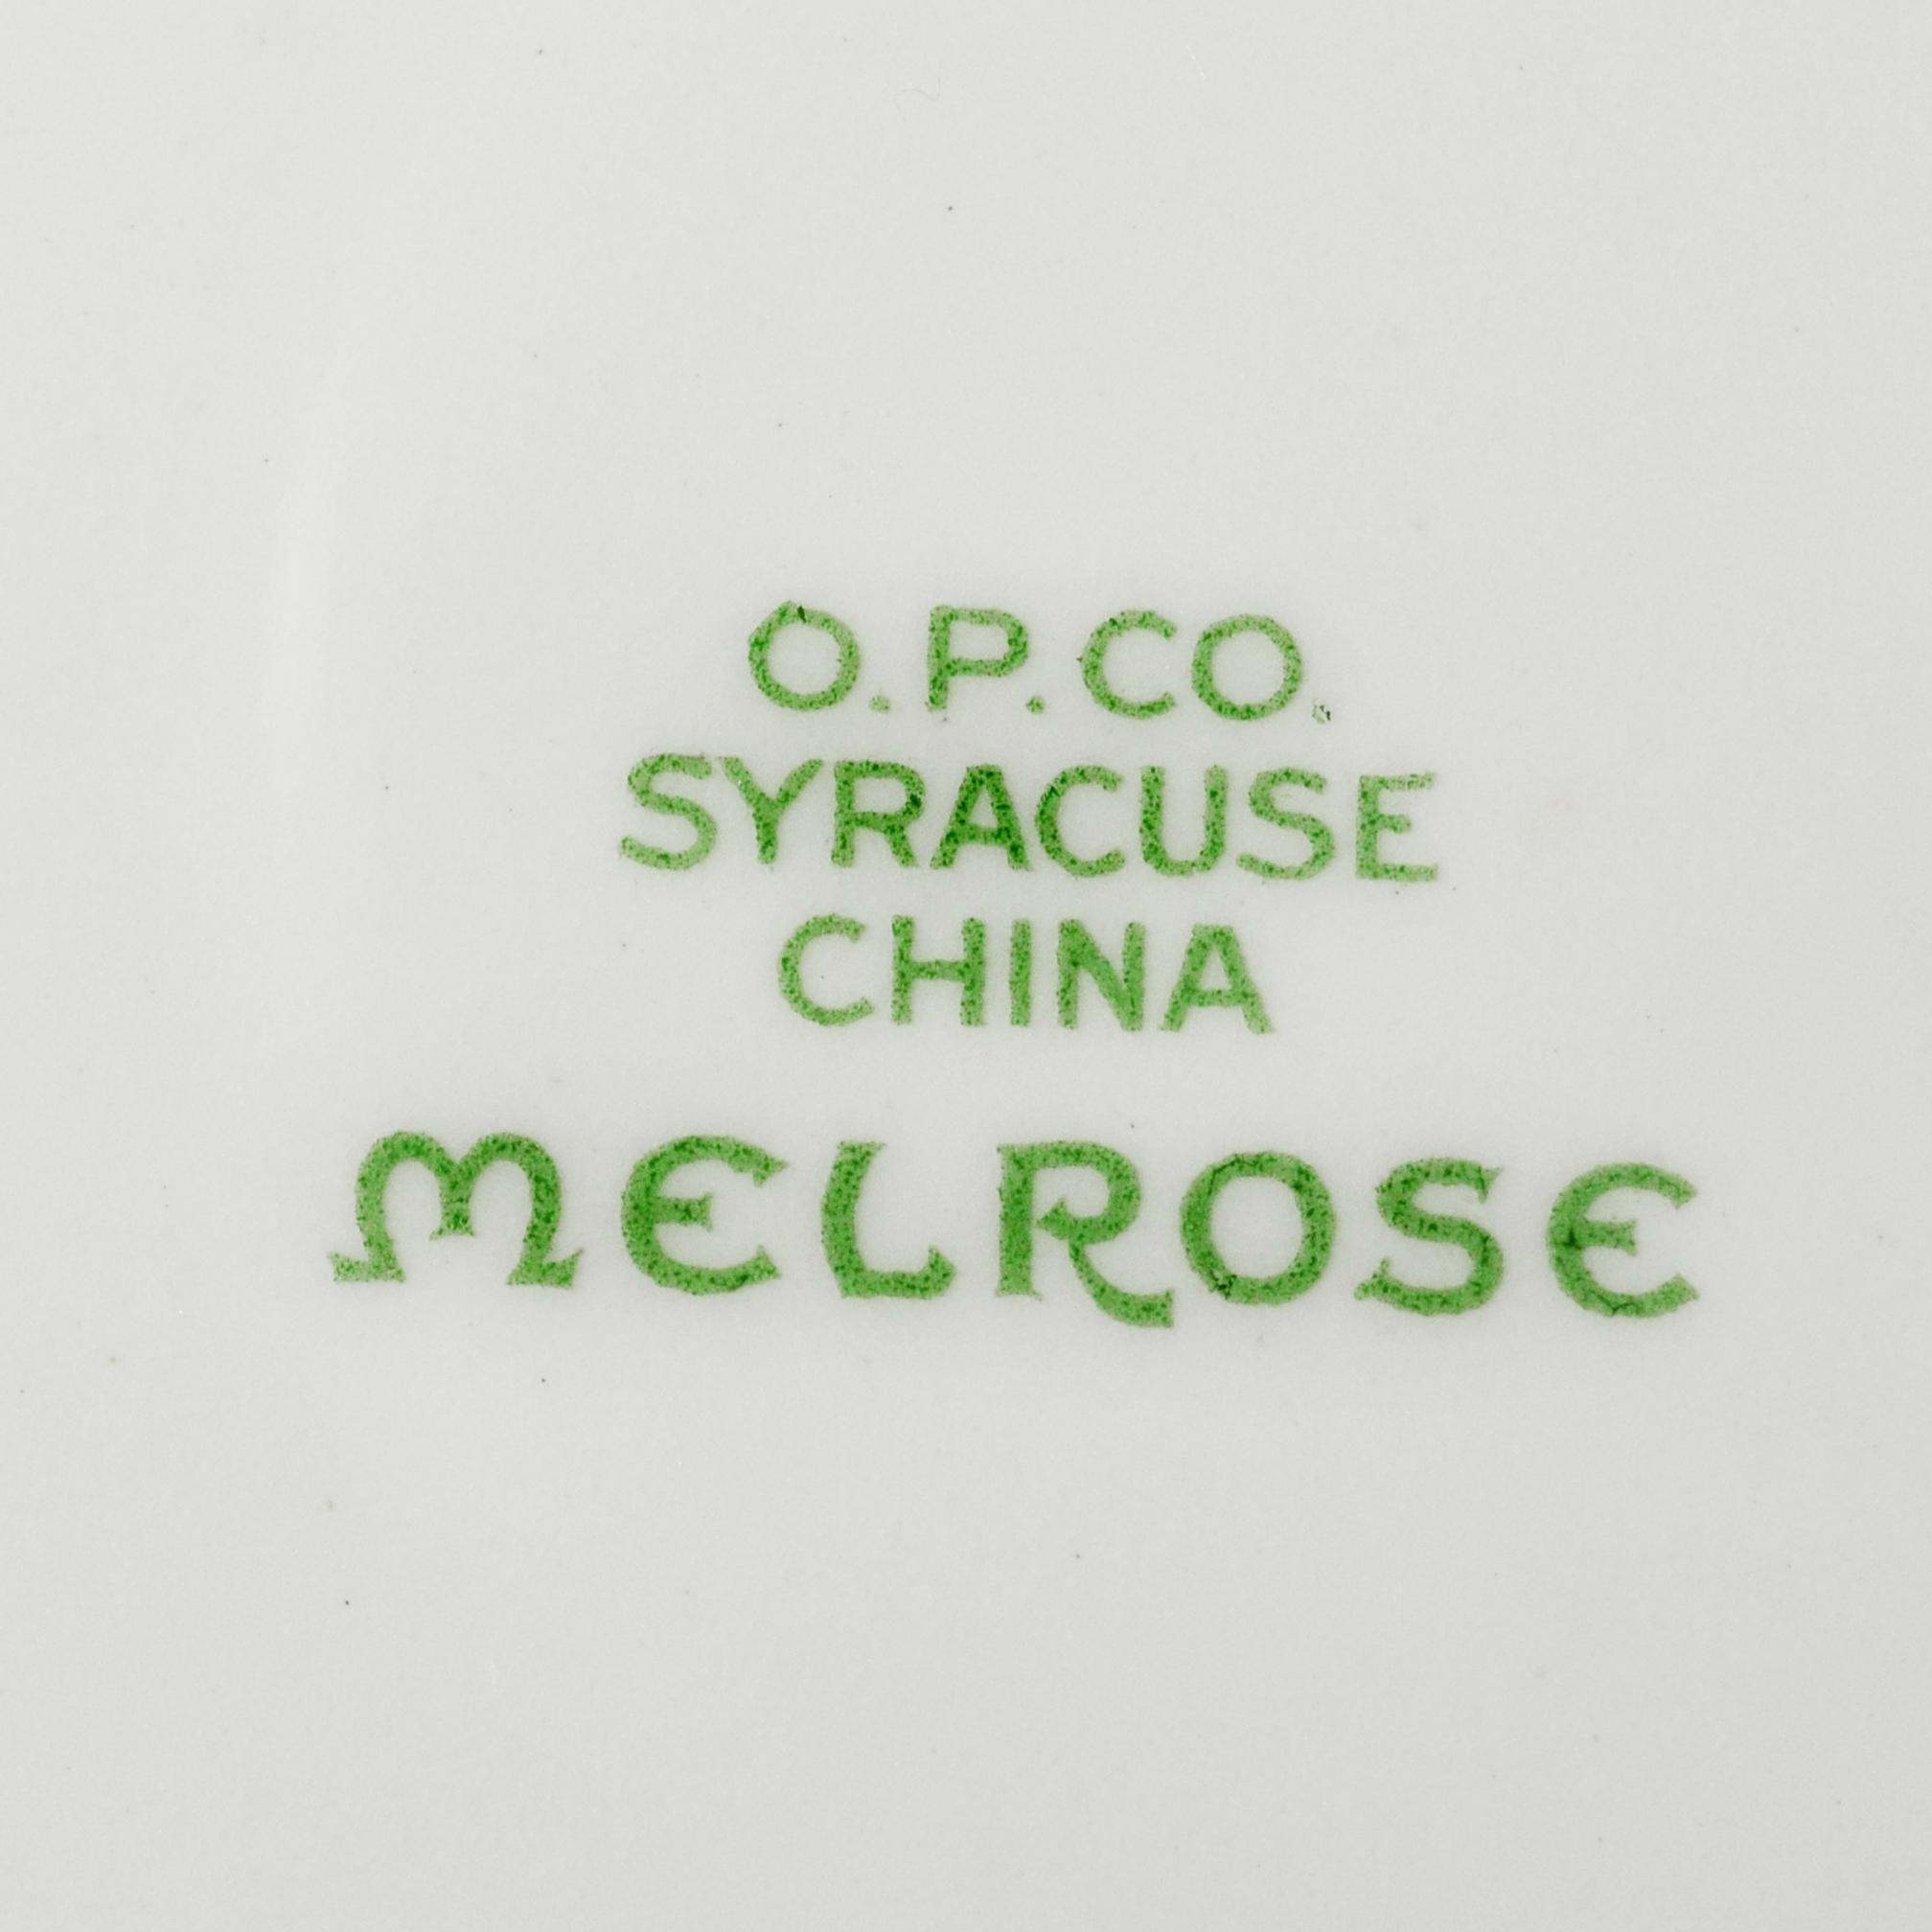 O.P.CO.
SYRACUSE
CHINA
MELROSE